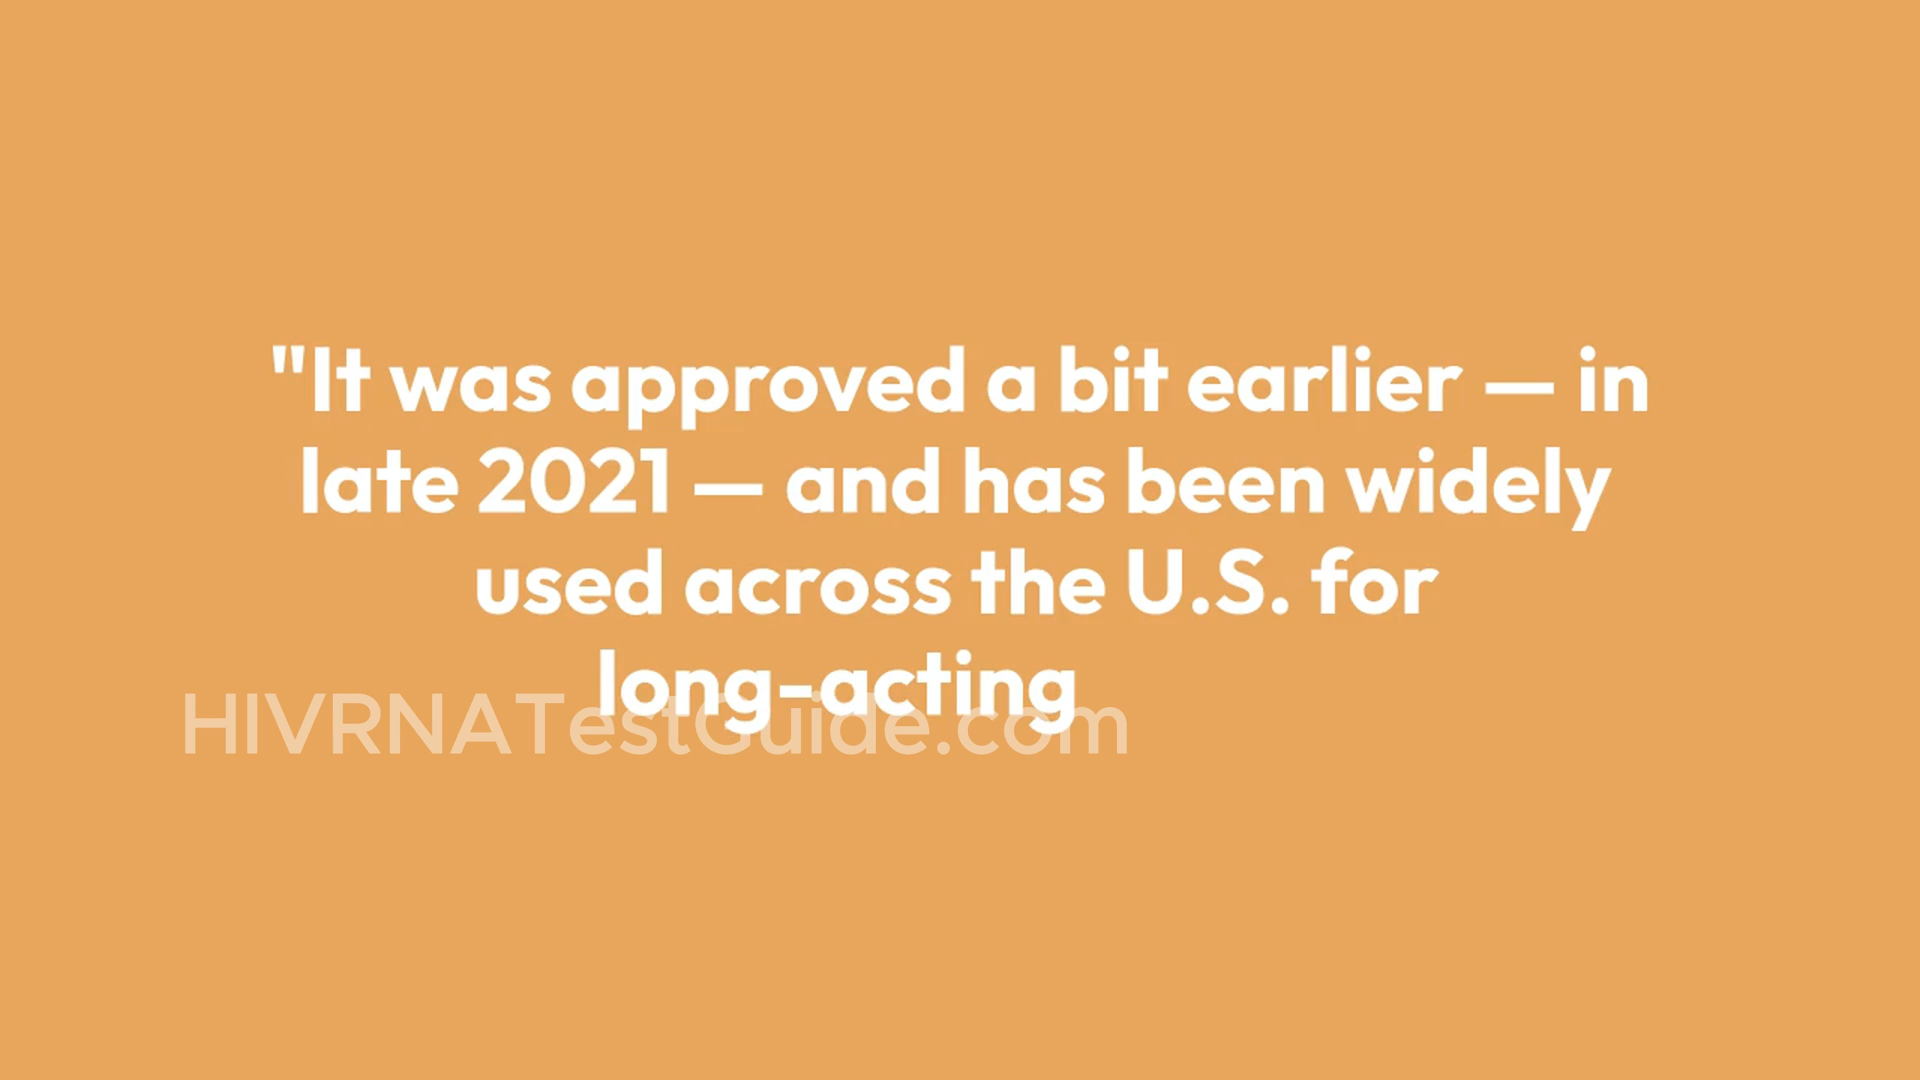 "It was approved a bit earlier — in
late 2021 — and has been widely
used across the U.S. for
long-acting
HIVRNATestGuide.com